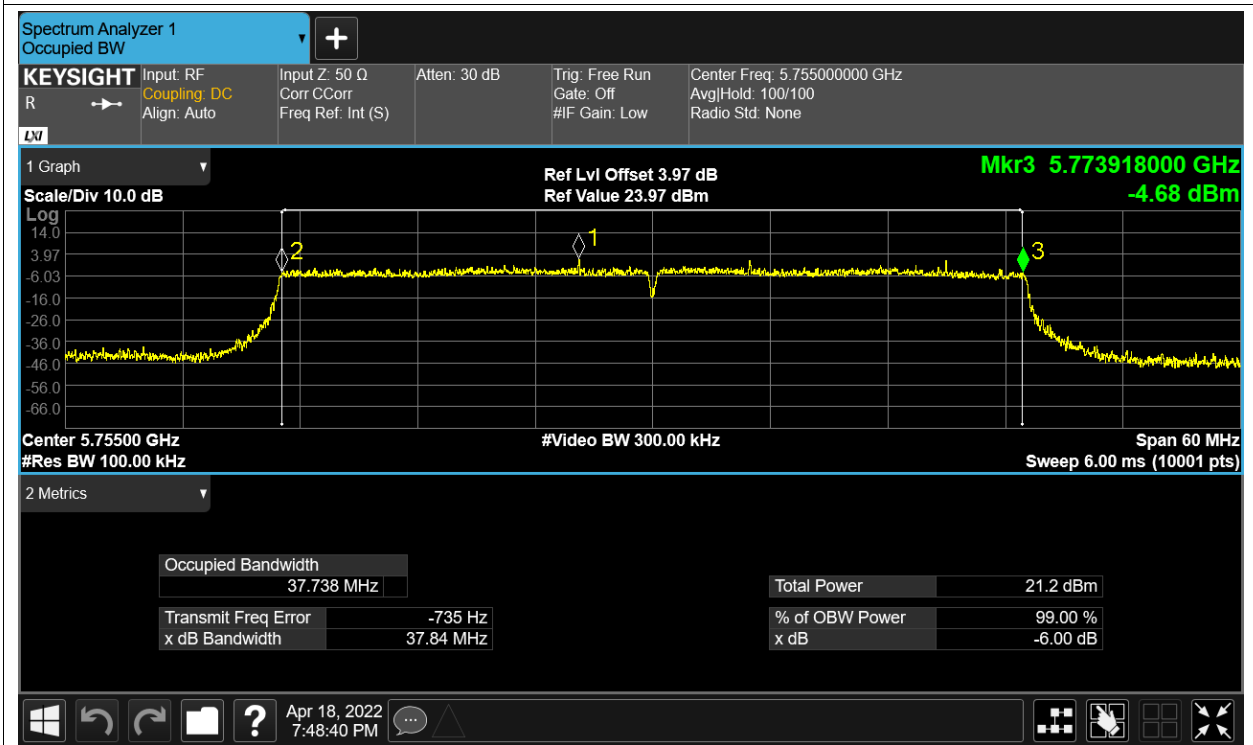 Spectrum Analyzer 1
Occupied BW
KEYSIGHT Input: RF Input Z: 50 Ω Atten: 30 dB Trig: Free Run Center Freq: 5.755000000 GHz
R Coupling: DC Corr CCorr Gate: Off Avg|Hold: 100/100
Align: Auto Freq Ref: Int (S) #IF Gain: Low Radio Std: None
LXI
1 Graph Ref Lvl Offset 3.97 dB Mkr3 5.773918000 GHz
Scale/Div 10.0 dB Ref Value 23.97 dBm -4.68 dBm
Log
14.0
3.97
-6.03
-16.0
-26.0
-36.0
-46.0
-56.0
-66.0
2
1
3
Center 5.75500 GHz #Video BW 300.00 kHz Span 60 MHz
#Res BW 100.00 kHz Sweep 6.00 ms (10001 pts)
2 Metrics
Occupied Bandwidth
37.738 MHz Total Power 21.2 dBm
Transmit Freq Error -735 Hz % of OBW Power 99.00 %
x dB Bandwidth 37.84 MHz x dB -6.00 dB
? Apr 18, 2022
7:48:40 PM